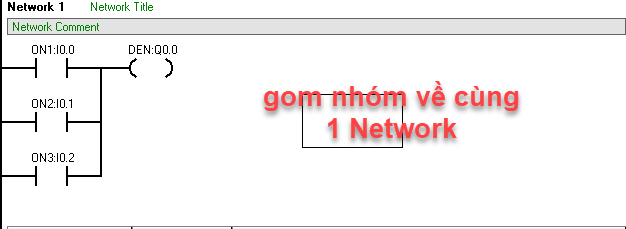 Network 1 Network Title
Network Comment
ON1:I0.0 DEN:Q0.0
ON2:I0.1
ON3:I0.2
gom nhóm về cùng
1 Network